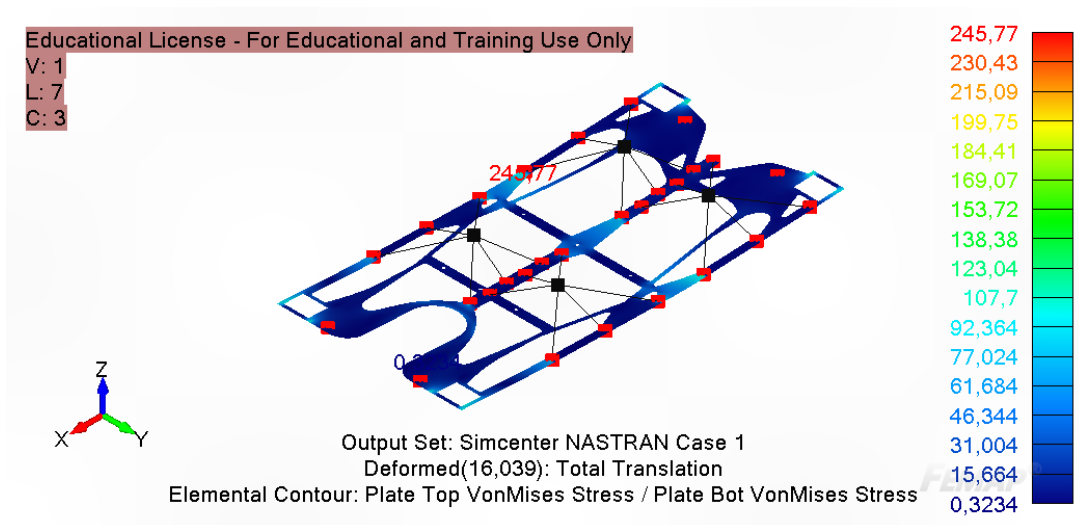 Educational License - For Educational and Training Use Only
V: 1
L: 7
C: 3
245,77
230,43
215,09
199,75
184,41
169,07
153,72
138,38
123,04
107,7
92,364
77,024
61,684
46,344
31,004
15,664
0,3234
245,77
0,3234
Z
X
Y
Output Set: Simcenter NASTRAN Case 1
Deformed(16,039): Total Translation
Elemental Contour: Plate Top VonMises Stress / Plate Bot VonMises Stress
FEMAP®